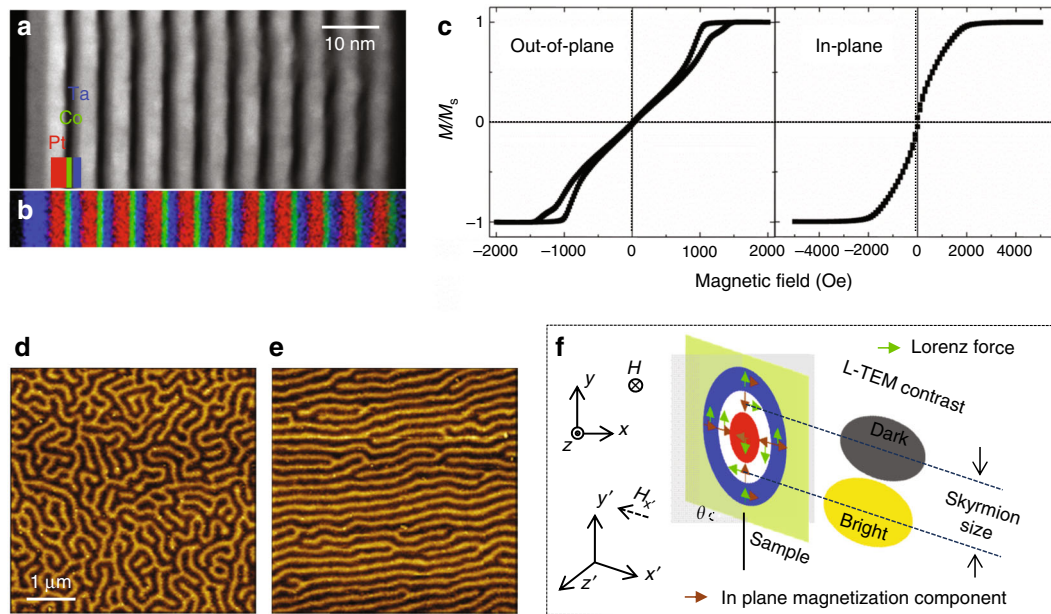 a
10 nm
Ta
Co
Pt
b
c
Out-of-plane
In-plane
M/Ms
1
0
−1
−2000 −1000 0 1000 2000
−4000 −2000 0 2000 4000
Magnetic field (Oe)
d
1 μm
e
f
Lorenz force
L-TEM contrast
H
y
x
z
Dark
Skyrmion
size
Bright
θ
Sample
Hx′
y′
x′
z′
In plane magnetization component